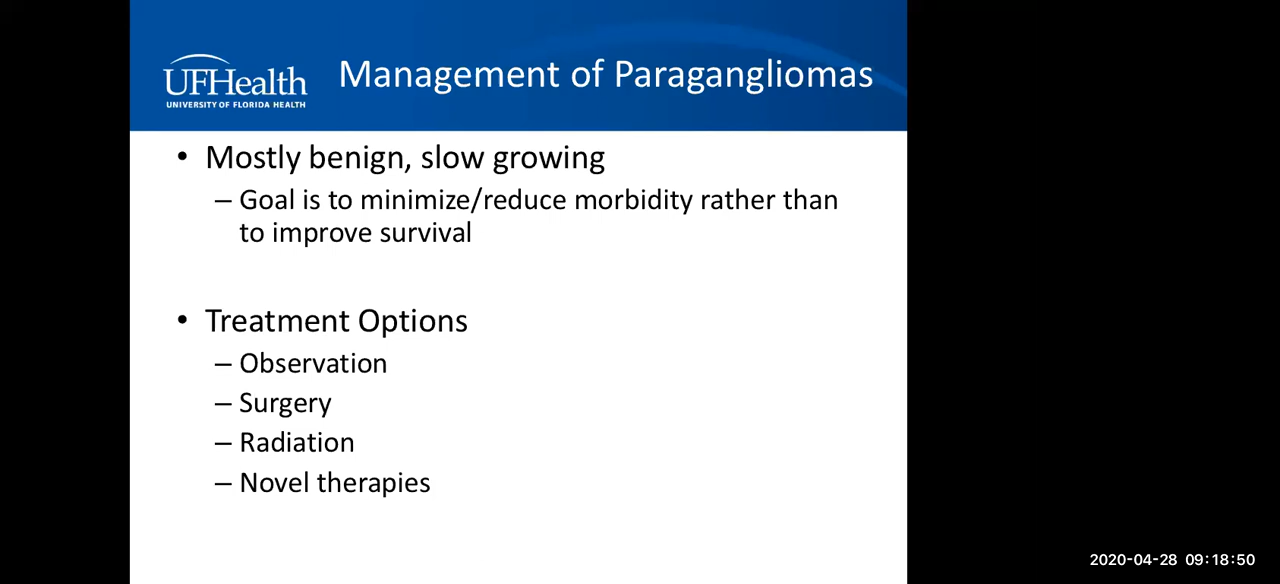 UFHealth
UNIVERSITY OF FLORIDA HEALTH
Management of Paragangliomas
• Mostly benign, slow growing
– Goal is to minimize/reduce morbidity rather than
to improve survival
• Treatment Options
– Observation
– Surgery
– Radiation
– Novel therapies
2020-04-28 09:18:50